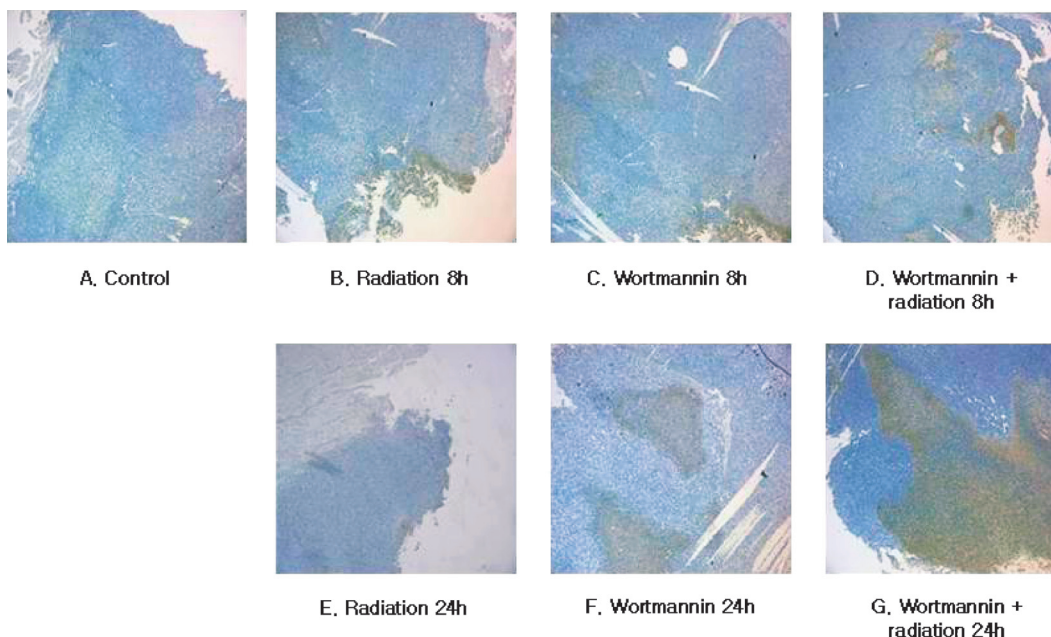 A. Control
B. Radiation 8h
C. Wortmannin 8h
D. Wortmannin +
radiation 8h
E. Radiation 24h
F. Wortmannin 24h
G. Wortmannin +
radiation 24h